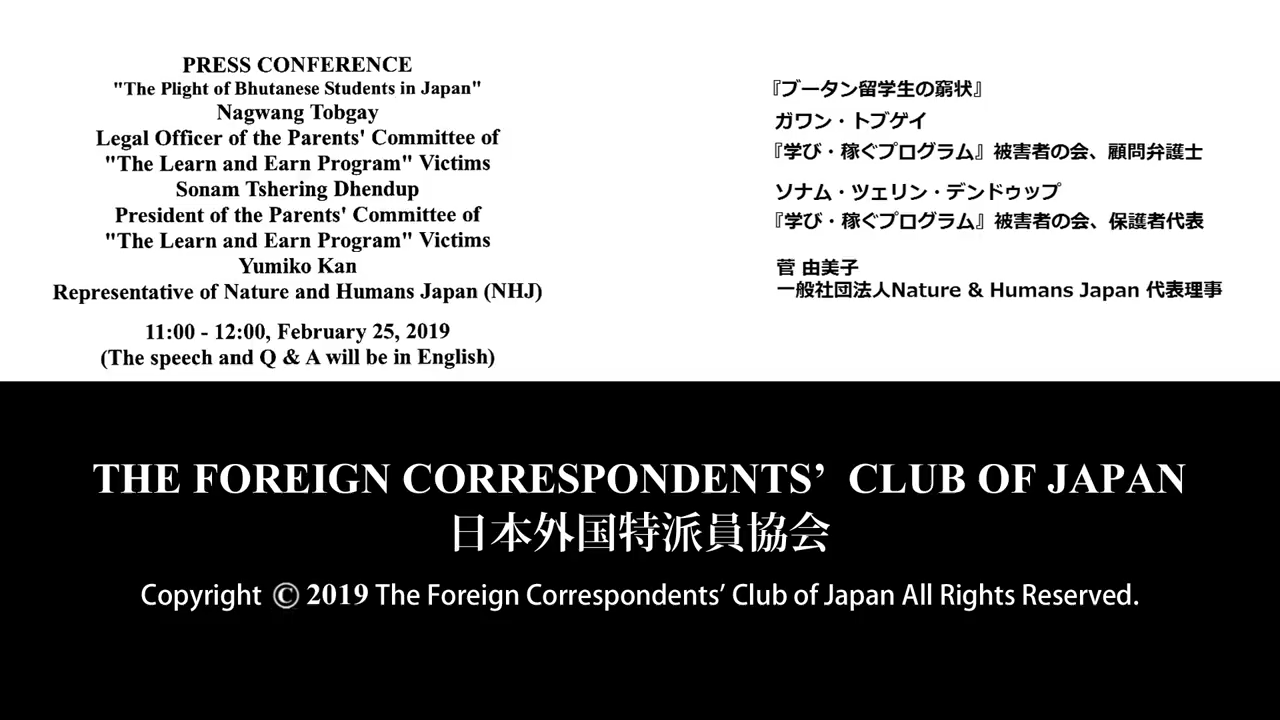 PRESS CONFERENCE
"The Plight of Bhutanese Students in Japan"
Nagwang Tobgay
Legal Officer of the Parents' Committee of
"The Learn and Earn Program" Victims
Sonam Tshering Dhendup
President of the Parents' Committee of
"The Learn and Earn Program" Victims
Yumiko Kan
Representative of Nature and Humans Japan (NHJ)
11:00 - 12:00, February 25, 2019
(The speech and Q & A will be in English)
『ブータン留学生の窮状』
ガワン・トブゲイ
『学び・稼ぐプログラム』被害者の会、顧問弁護士
ソナム・ツェリン・デンドゥップ
『学び・稼ぐプログラム』被害者の会、保護者代表
菅 由美子
一般社団法人Nature & Humans Japan 代表理事
THE FOREIGN CORRESPONDENTS’ CLUB OF JAPAN
日本外国特派員協会
Copyright © 2019 The Foreign Correspondents’ Club of Japan All Rights Reserved.